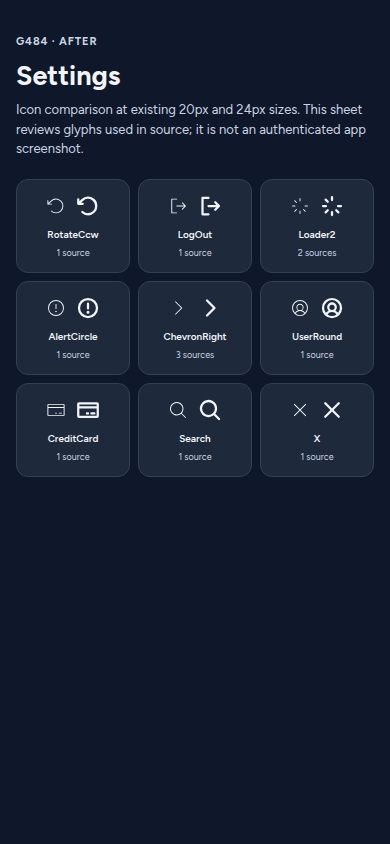 G484 · AFTER
Settings
Icon comparison at existing 20px and 24px sizes. This sheet
reviews glyphs used in source; it is not an authenticated app
screenshot.
RotateCcw
1 source
LogOut
1 source
Loader2
2 sources
AlertCircle
1 source
ChevronRight
3 sources
UserRound
1 source
CreditCard
1 source
Search
1 source
X
1 source